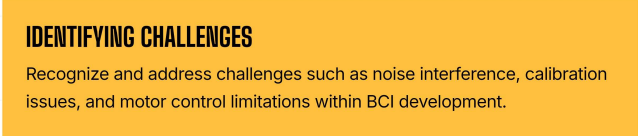 IDENTIFYING CHALLENGES
Recognize and address challenges such as noise interference, calibration
issues, and motor control limitations within BCI development.